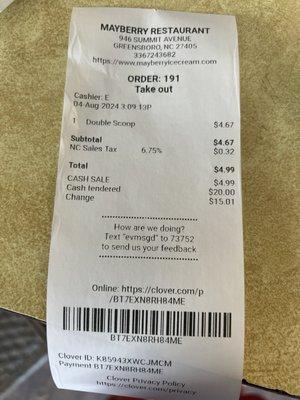 MAYBERRY RESTAURANT
946 SUMMIT AVENUE
GREENSBORO, NC 27405
3367243682
https://www.mayberryicecream.com
ORDER: 191
Take out
Cashier: E
04-Aug-2024 3:09:13P
1 Double Scoop $4.67
Subtotal $4.67
NC Sales Tax 6.75% $0.32
Total $4.99
CASH SALE $4.99
Cash tendered $20.00
Change $15.01
How are we doing?
Text "evmsgd" to 73752
to send us your feedback
Online: https://clover.com/p
/BT7EXN8RH84ME
BT7EXN8RH84ME
Clover ID: K85943XWCJMCM
Payment BT7EXN8RH84ME
Clover Privacy Policy
https://clover.com/privacy